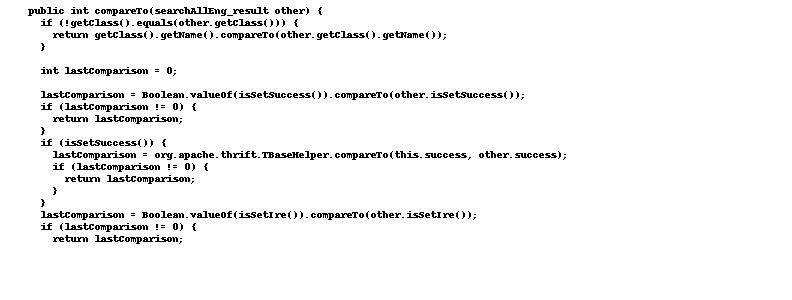 public int compareTo(searchAllEng_result other) {
  if (!getClass().equals(other.getClass())) {
    return getClass().getName().compareTo(other.getClass().getName());
  }

  int lastComparison = 0;

  lastComparison = Boolean.valueOf(isSetSuccess()).compareTo(other.isSetSuccess());
  if (lastComparison != 0) {
    return lastComparison;
  }
  if (isSetSuccess()) {
    lastComparison = org.apache.thrift.TBaseHelper.compareTo(this.success, other.success);
    if (lastComparison != 0) {
      return lastComparison;
    }
  }
  lastComparison = Boolean.valueOf(isSetIre()).compareTo(other.isSetIre());
  if (lastComparison != 0) {
    return lastComparison;